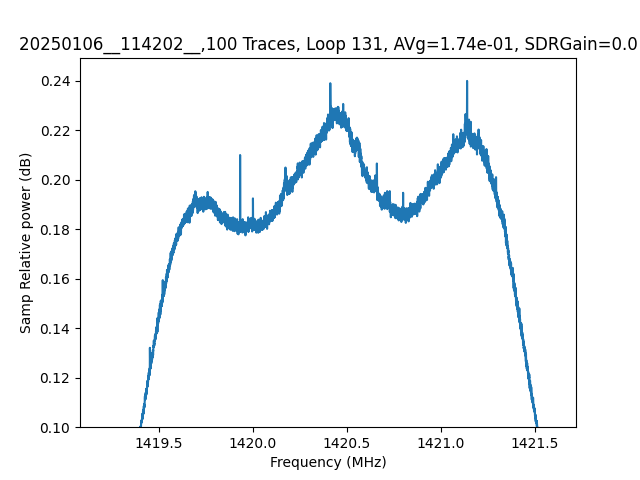 20250106__114202__,100 Traces, Loop 131, AVg=1.74e-01, SDRGain=0.0
Samp Relative power (dB)
0.24
0.22
0.20
0.18
0.16
0.14
0.12
0.10
1419.5 1420.0 1420.5 1421.0 1421.5
Frequency (MHz)